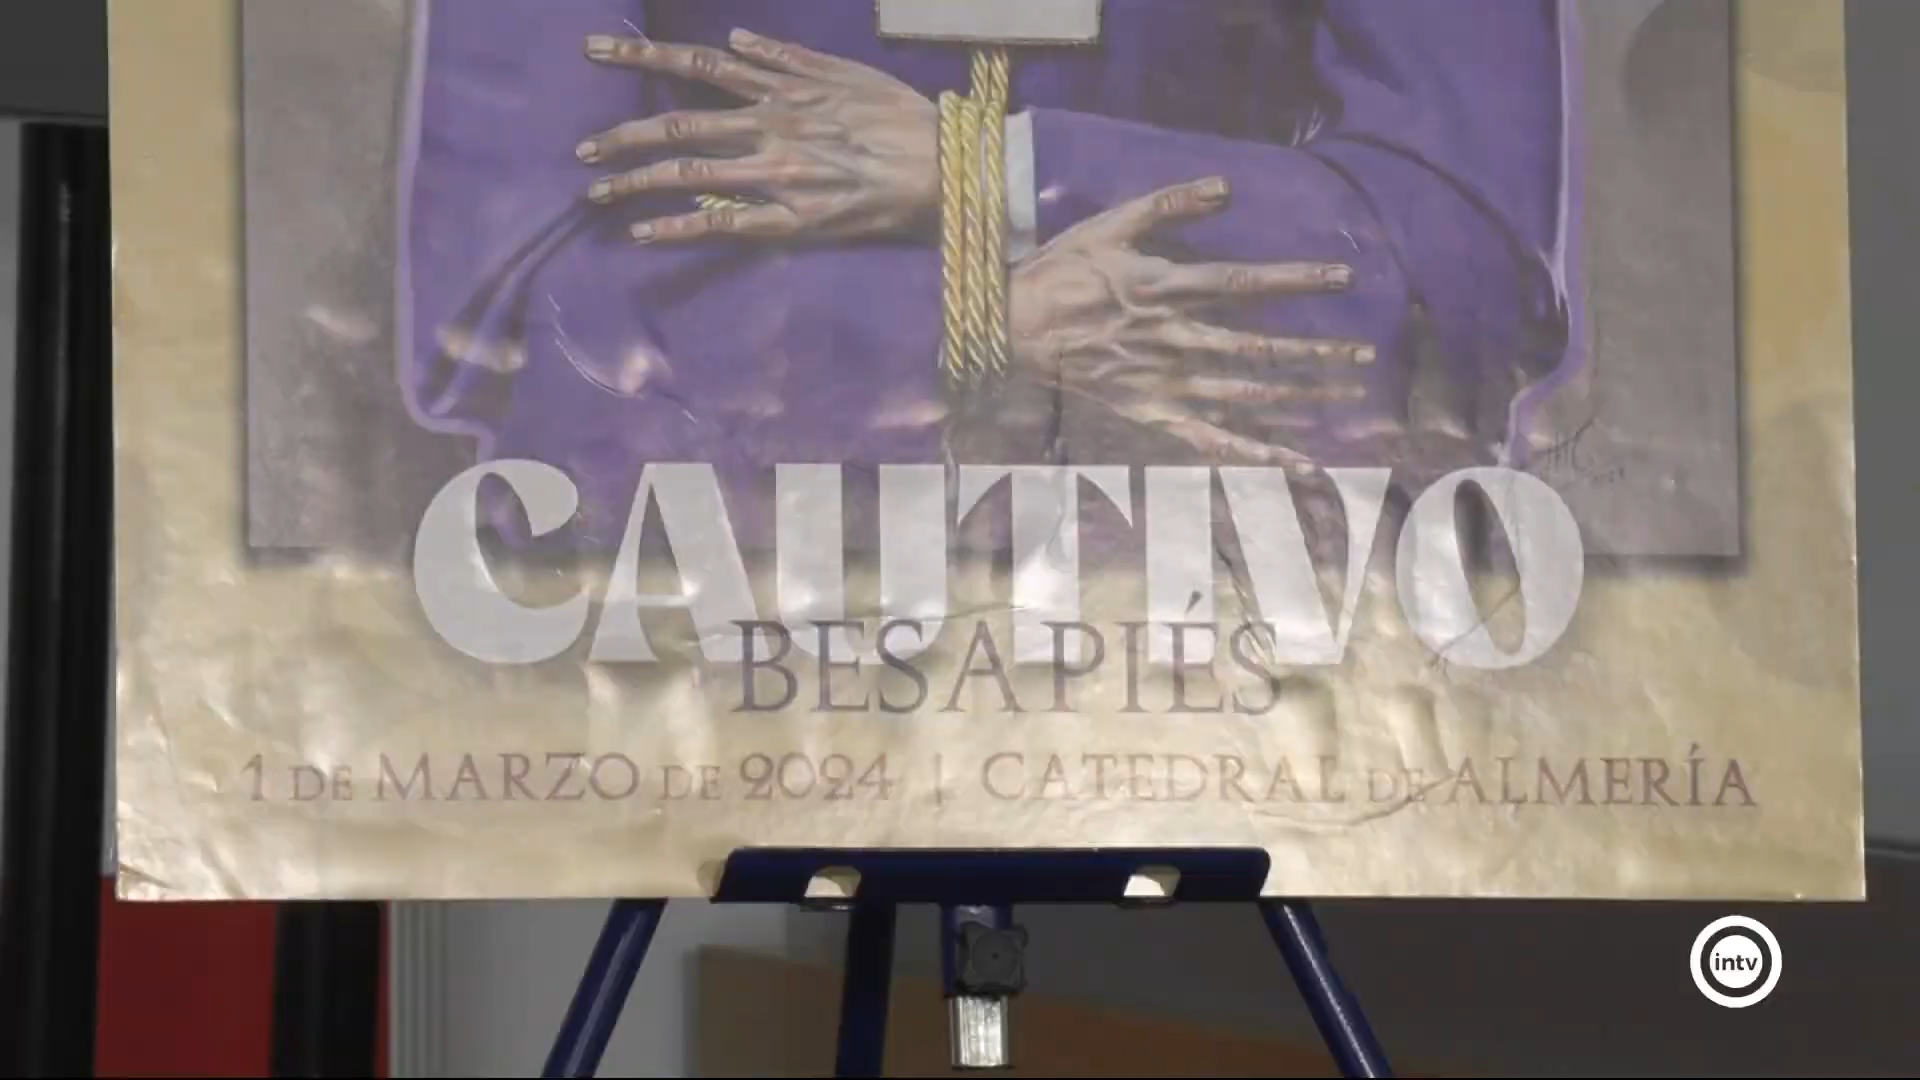 CAUTIVO
BESAPIÉS
1 DE MARZO DE 2024 | CATEDRAL DE ALMERÍA
intv